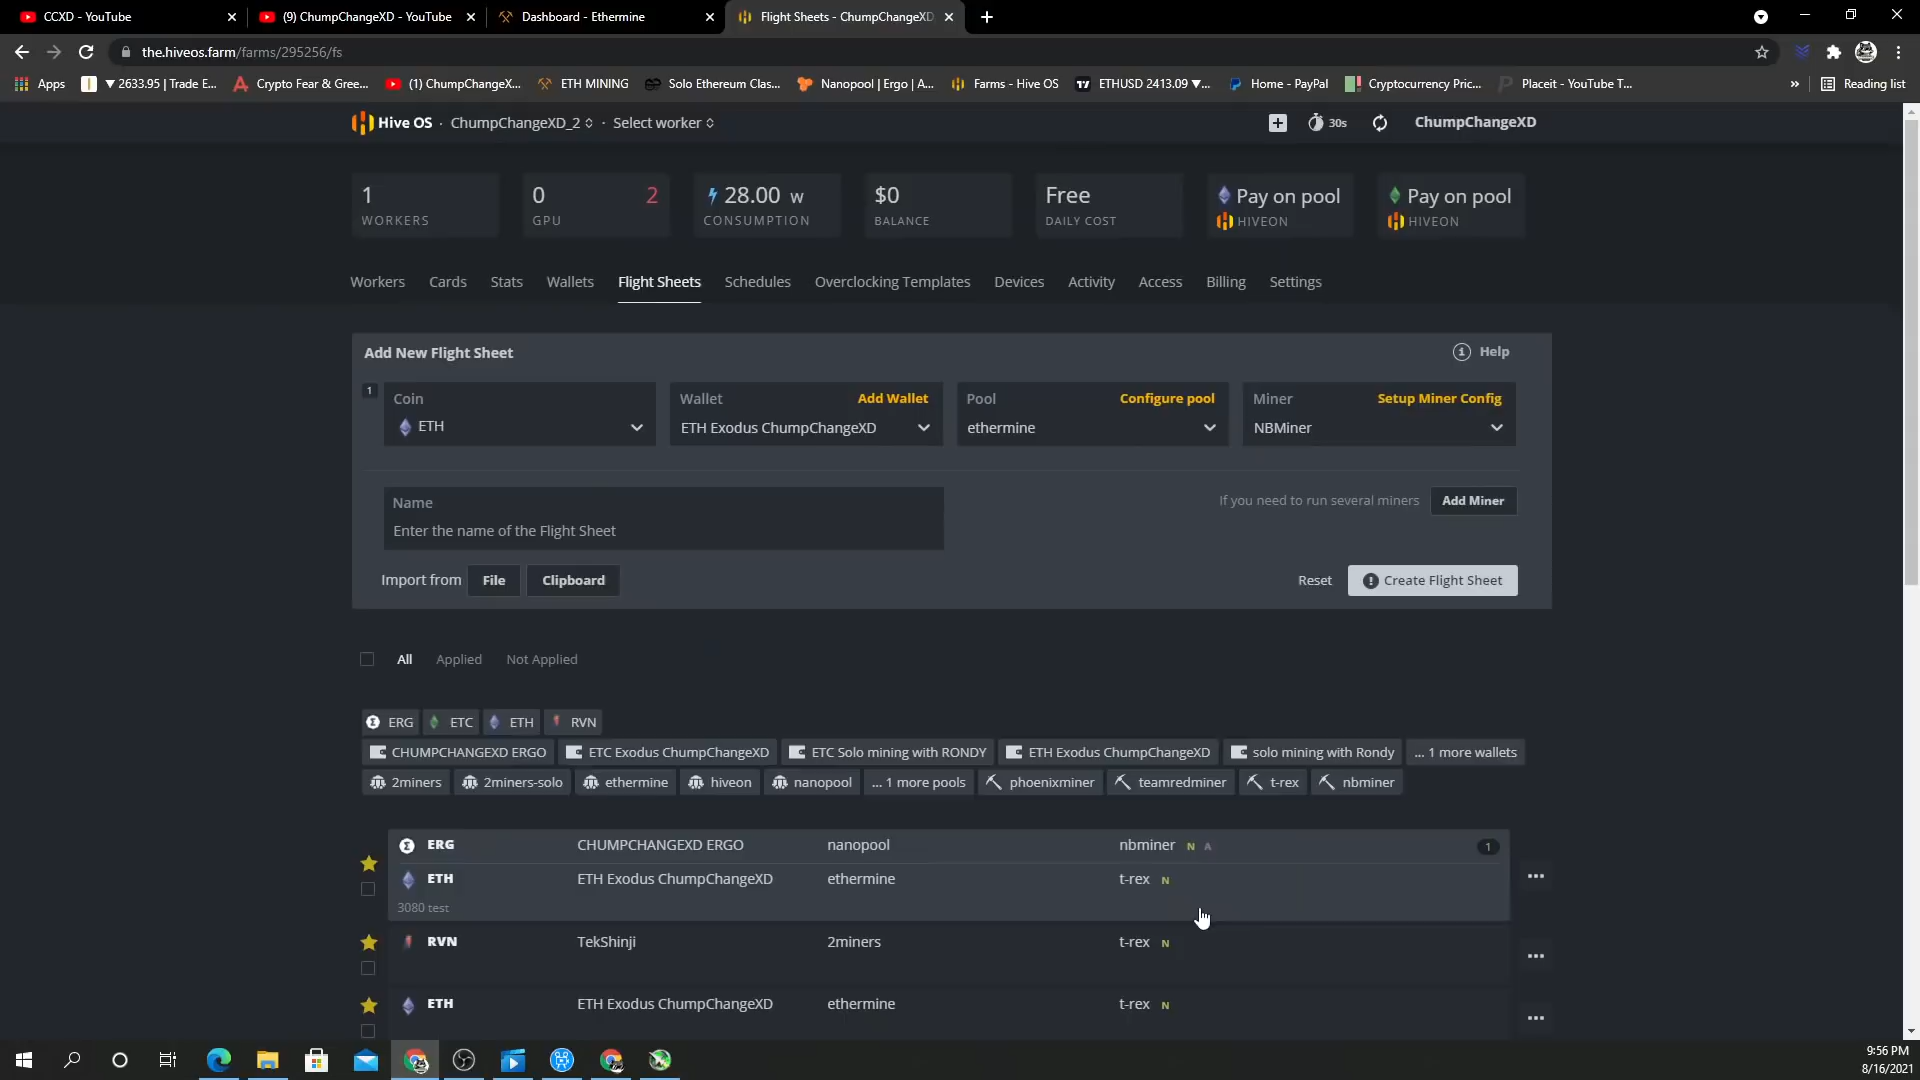 CCXD - YouTube
(9) ChumpChangeXD - YouTube
Dashboard - Ethermine
Flight Sheets - ChumpChangeXD
the.hiveos.farm/farms/295256/fs
Apps
▼ 2633.95 | Trade E...
Crypto Fear & Gree...
(1) ChumpChangeX...
ETH MINING
Solo Ethereum Clas...
Nanopool | Ergo | A...
Farms - Hive OS
ETHUSD 2413.09 ▼...
Home - PayPal
Cryptocurrency Pric...
Placeit - YouTube T...
»
Reading list
Hive OS · ChumpChangeXD_2 · Select worker
30s
ChumpChangeXD
1
WORKERS
0 2
GPU
28.00 w
CONSUMPTION
$0
BALANCE
Free
DAILY COST
Pay on pool
HIVEON
Pay on pool
HIVEON
Workers Cards Stats Wallets Flight Sheets Schedules Overclocking Templates Devices Activity Access Billing Settings
Add New Flight Sheet
Help
1
Coin
ETH
Wallet Add Wallet
ETH Exodus ChumpChangeXD
Pool Configure pool
ethermine
Miner Setup Miner Config
NBMiner
Name
Enter the name of the Flight Sheet
If you need to run several miners Add Miner
Import from File Clipboard
Reset Create Flight Sheet
All Applied Not Applied
ERG ETC ETH RVN
CHUMPCHANGEXD ERGO ETC Exodus ChumpChangeXD ETC Solo mining with RONDY ETH Exodus ChumpChangeXD solo mining with Rondy ... 1 more wallets
2miners 2miners-solo ethermine hiveon nanopool ... 1 more pools phoenixminer teamredminer t-rex nbminer
ERG CHUMPCHANGEXD ERGO nanopool nbminer N A 1
ETH ETH Exodus ChumpChangeXD ethermine t-rex N
3080 test
RVN TekShinji 2miners t-rex N
ETH ETH Exodus ChumpChangeXD ethermine t-rex N
9:56 PM
8/16/2021